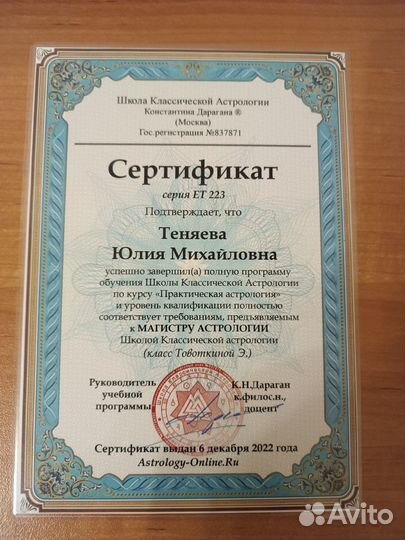 Школа Классической Астрологии
Константина Дарагана ®
(Москва)
Гос.регистрация №837871
Сертификат
серия ЕТ 223
Подтверждает, что
Теняева
Юлия Михайловна
успешно завершил(а) полную программу
обучения Школы Классической Астрологии
по курсу «Практическая астрология»
и уровень квалификации полностью
соответствует требованиям, предъявляемым
к МАГИСТРУ АСТРОЛОГИИ
Школой Классической астрологии
(класс Товоткиной Э.)
Руководитель
учебной
программы
К.Н.Дараган
к.филос.н.,
доцент
Сертификат выдан 6 декабря 2022 года
Astrology-Online.Ru
Avito